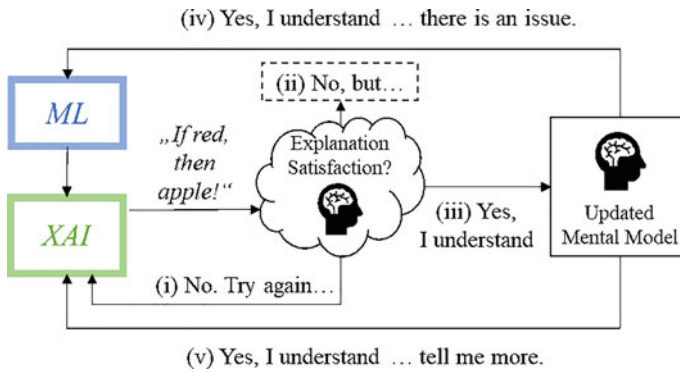 (iv) Yes, I understand … there is an issue.
(ii) No, but…
ML
„If red,
then
apple!“
Explanation
Satisfaction?
XAI
(iii) Yes,
I understand
Updated
Mental Model
(i) No. Try again…
(v) Yes, I understand … tell me more.